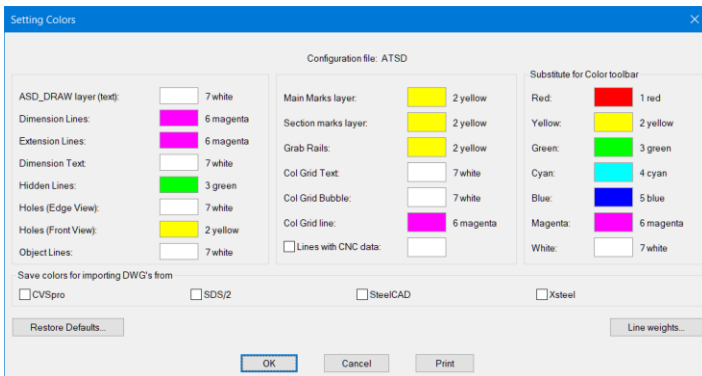 Setting Colors
Configuration file: ATSD
ASD_DRAW layer (text): 7 white
Dimension Lines: 6 magenta
Extension Lines: 6 magenta
Dimension Text: 7 white
Hidden Lines: 3 green
Holes (Edge View): 7 white
Holes (Front View): 2 yellow
Object Lines: 7 white
Main Marks layer: 2 yellow
Section marks layer: 2 yellow
Grab Rails: 2 yellow
Col Grid Text: 7 white
Col Grid Bubble: 7 white
Col Grid line: 6 magenta
Lines with CNC data:
Substitute for Color toolbar
Red: 1 red
Yellow: 2 yellow
Green: 3 green
Cyan: 4 cyan
Blue: 5 blue
Magenta: 6 magenta
White: 7 white
Save colors for importing DWG's from
CVSpro SDS/2 SteelCAD Xsteel
Restore Defaults... Line weights...
OK Cancel Print